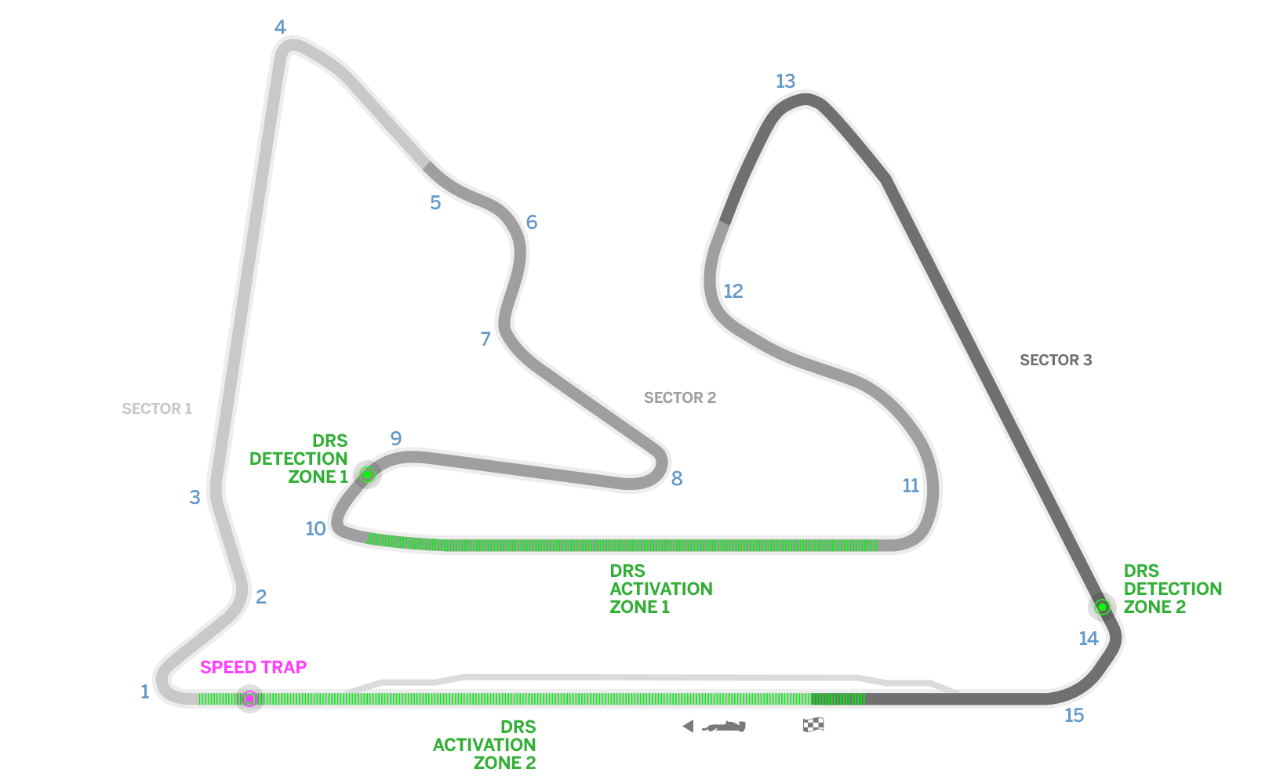 4
13
5
6
12
7
SECTOR 3
SECTOR 2
SECTOR 1
DRS
DETECTION
ZONE 1
9
8
11
3
10
DRS
ACTIVATION
ZONE 1
DRS
DETECTION
ZONE 2
2
14
SPEED TRAP
1
15
DRS
ACTIVATION
ZONE 2